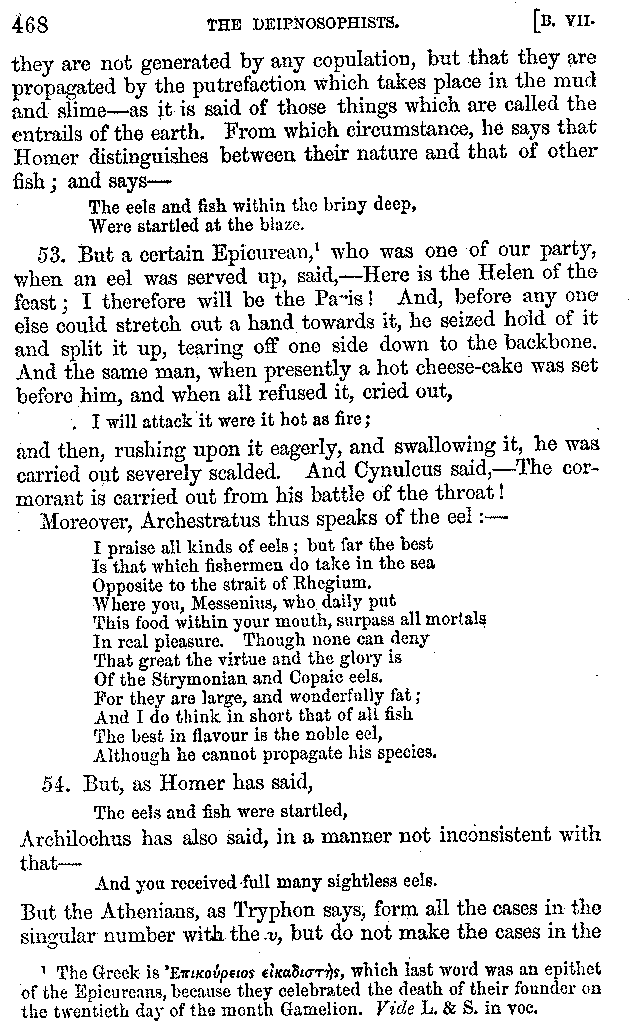 468 THE DEIPNOSOPHISTS. [B. VII.
they are not generated by any copulation, but that they are
propagated by the putrefaction which takes place in the mud
and slime—as it is said of those things which are called the
entrails of the earth. From which circumstance, he says that
Homer distinguishes between their nature and that of other
fish; and says—
The eels and fish within the briny deep,
Were startled at the blaze.
53. But a certain Epicurean,¹ who was one of our party,
when an eel was served up, said,—Here is the Helen of the
feast; I therefore will be the Paris! And, before any one
else could stretch out a hand towards it, he seized hold of it
and split it up, tearing off one side down to the backbone.
And the same man, when presently a hot cheese-cake was set
before him, and when all refused it, cried out,
I will attack it were it hot as fire;
and then, rushing upon it eagerly, and swallowing it, he was
carried out severely scalded. And Cynulcus said,—The cor-
morant is carried out from his battle of the throat!
Moreover, Archestratus thus speaks of the eel:—
I praise all kinds of eels; but far the best
Is that which fishermen do take in the sea
Opposite to the strait of Rhegium.
Where you, Messenius, who daily put
This food within your mouth, surpass all mortals
In real pleasure. Though none can deny
That great the virtue and the glory is
Of the Strymonian and Copaic eels.
For they are large, and wonderfully fat;
And I do think in short that of all fish
The best in flavour is the noble eel,
Although he cannot propagate his species.
54. But, as Homer has said,
The eels and fish were startled,
Archilochus has also said, in a manner not inconsistent with
that—
And you received full many sightless eels.
But the Athenians, as Tryphon says, form all the cases in the
singular number with the υ, but do not make the cases in the
¹ The Greek is Ἐπικούρειος εἰκαδιστὴς, which last word was an epithet
of the Epicureans, because they celebrated the death of their founder on
the twentieth day of the month Gamelion. Vide L. & S. in voc.